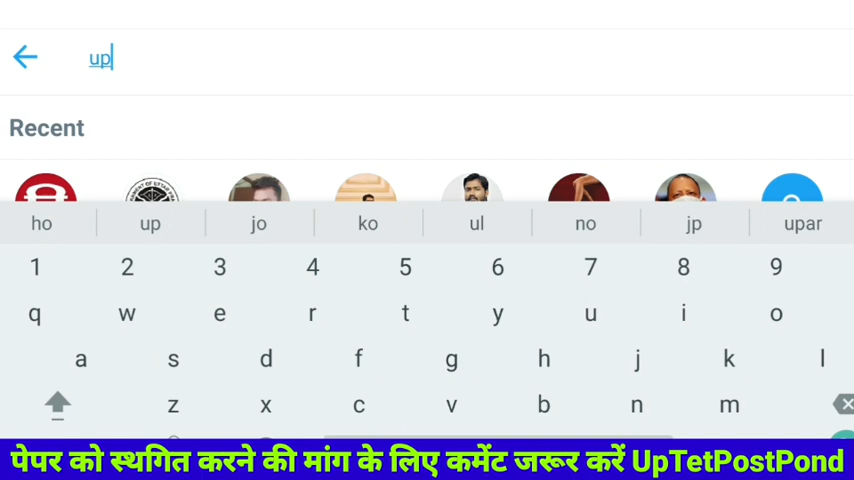 up
Recent
ho up jo ko ul no jp upar
1 2 3 4 5 6 7 8 9
q w e r t y u i o
a s d f g h j k l
z x c v b n m
पेपर को स्थगित करने की मांग के लिए कमेंट जरूर करें UpTetPostPond